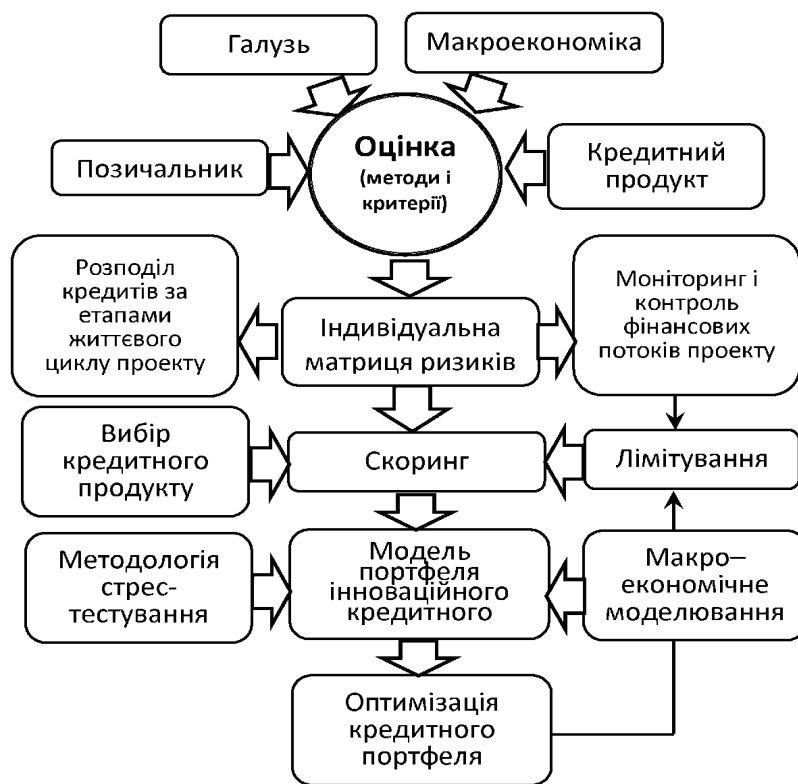 Галузь
Макроекономіка
Позичальник
Оцінка
(методи і
критерії)
Кредитний
продукт
Розподіл
кредитів за
етапами
життєвого
циклу проекту
Індивідуальна
матриця ризиків
Моніторинг і
контроль
фінансових
потоків проекту
Вибір
кредитного
продукту
Скоринг
Лімітування
Методологія
стрес-
тестування
Модель
портфеля
інноваційного
кредитного
Макро–
економічне
моделювання
Оптимізація
кредитного
портфеля